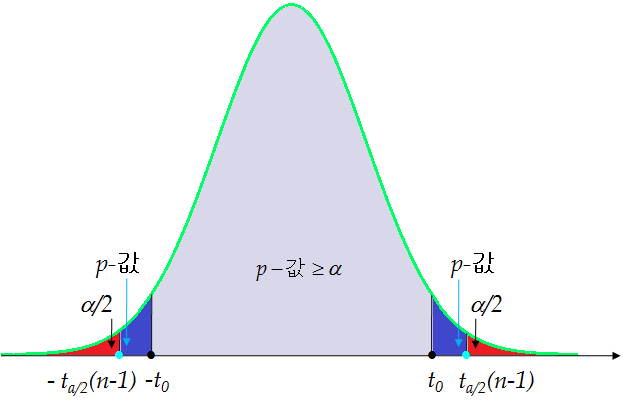 p-값
p-값
p-값 ≥ α
α/2
α/2
- tα/2(n-1)
-t0
t0
tα/2(n-1)